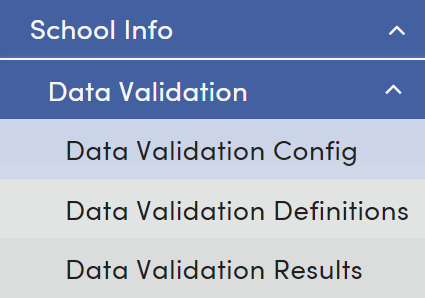 School Info
Data Validation
Data Validation Config
Data Validation Definitions
Data Validation Results